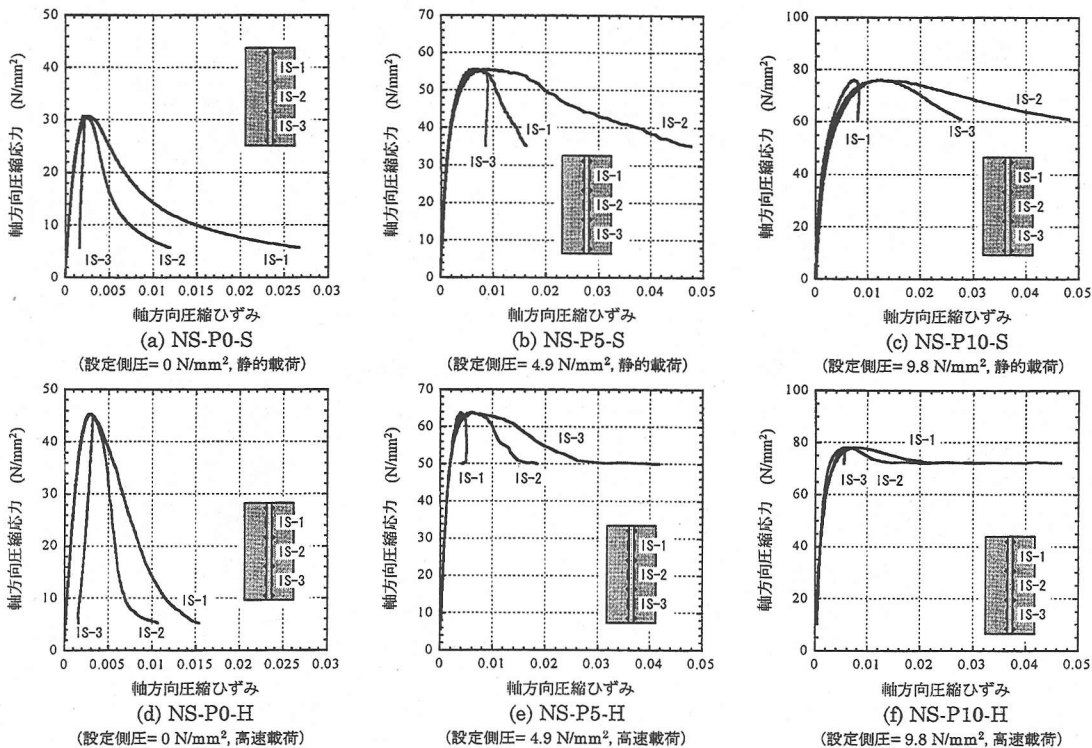 軸方向圧縮応力 (N/mm²)
50
40
30
20
10
0
IS-1
IS-2
IS-3
IS-3
IS-2
IS-1
0 0.005 0.01 0.015 0.02 0.025 0.03
軸方向圧縮ひずみ
(a) NS-P0-S
(設定側圧= 0 N/mm², 静的載荷)
軸方向圧縮応力 (N/mm²)
70
60
50
40
30
20
10
0
IS-3
IS-1
IS-2
IS-1
IS-2
IS-3
0 0.01 0.02 0.03 0.04 0.05
軸方向圧縮ひずみ
(b) NS-P5-S
(設定側圧= 4.9 N/mm², 静的載荷)
軸方向圧縮応力 (N/mm²)
100
80
60
40
20
0
IS-2
IS-1
IS-3
IS-1
IS-2
IS-3
0 0.01 0.02 0.03 0.04 0.05
軸方向圧縮ひずみ
(c) NS-P10-S
(設定側圧= 9.8 N/mm², 静的載荷)
軸方向圧縮応力 (N/mm²)
50
40
30
20
10
0
IS-1
IS-2
IS-3
IS-3
IS-2
IS-1
0 0.005 0.01 0.015 0.02 0.025 0.03
軸方向圧縮ひずみ
(d) NS-P0-H
(設定側圧= 0 N/mm², 高速載荷)
軸方向圧縮応力 (N/mm²)
70
60
50
40
30
20
10
0
IS-3
IS-1
IS-2
IS-1
IS-2
IS-3
0 0.01 0.02 0.03 0.04 0.05
軸方向圧縮ひずみ
(e) NS-P5-H
(設定側圧= 4.9 N/mm², 高速載荷)
軸方向圧縮応力 (N/mm²)
100
80
60
40
20
0
IS-1
IS-3
IS-2
IS-1
IS-2
IS-3
0 0.01 0.02 0.03 0.04 0.05
軸方向圧縮ひずみ
(f) NS-P10-H
(設定側圧= 9.8 N/mm², 高速載荷)